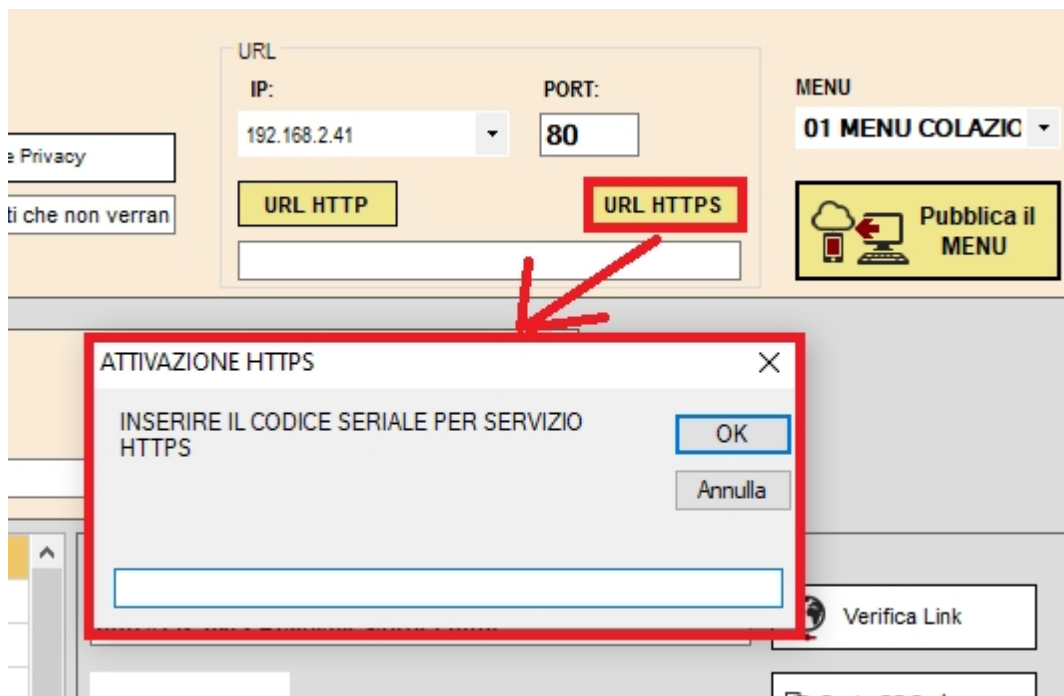 URL
IP:
PORT:
MENU
192.168.2.41
80
01 MENU COLAZIC
e Privacy
ti che non verran
URL HTTP
URL HTTPS
Pubblica il
MENU
ATTIVAZIONE HTTPS
INSERIRE IL CODICE SERIALE PER SERVIZIO
HTTPS
OK
Annulla
Verifica Link